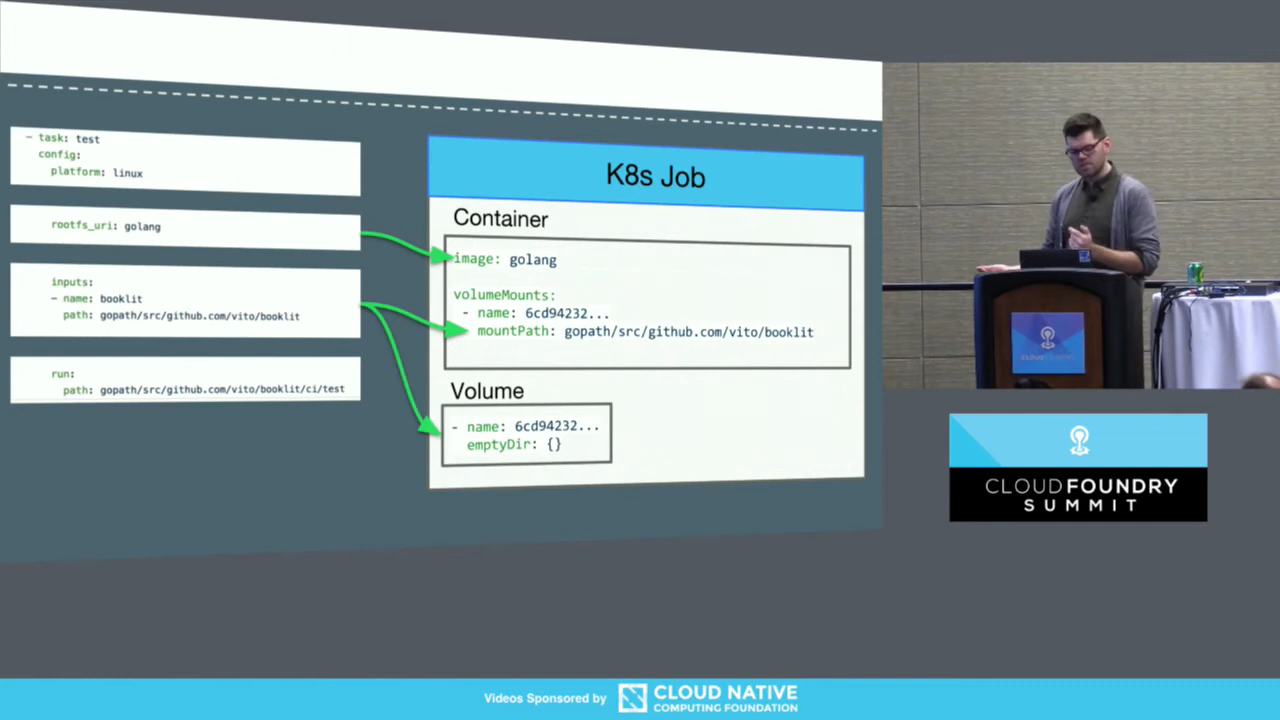 - task: test
config:
platform: linux
rootfs_uri: golang
inputs:
- name: booklit
path: gopath/src/github.com/vito/booklit
run:
path: gopath/src/github.com/vito/booklit/ci/test
K8s Job
Container
image: golang
volumeMounts:
- name: 6cd94232...
mountPath: gopath/src/github.com/vito/booklit
Volume
- name: 6cd94232...
emptyDir: {}
CLOUD FOUNDRY
CLOUDFOUNDRY
SUMMIT
Videos Sponsored by
CLOUD NATIVE
COMPUTING FOUNDATION